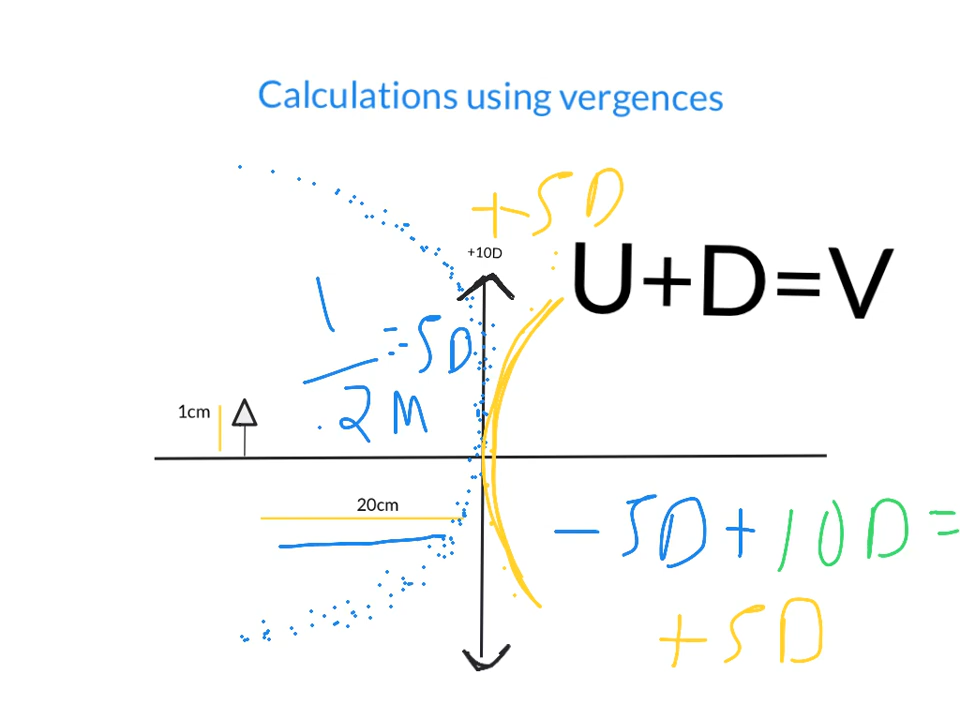 Calculations using vergences
+5D
+10D
U+D=V
1
=5D
.2M
1cm
20cm
-5D+10D=
+5D